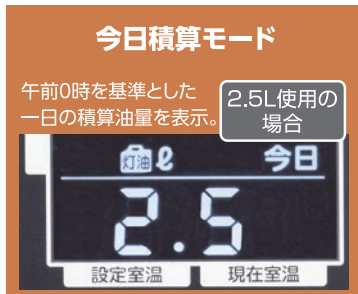 今日積算モード
午前0時を基準とした
一日の積算油量を表示。
2.5L使用の
場合
灯油 ℓ 今日
2.5
設定室温 現在室温